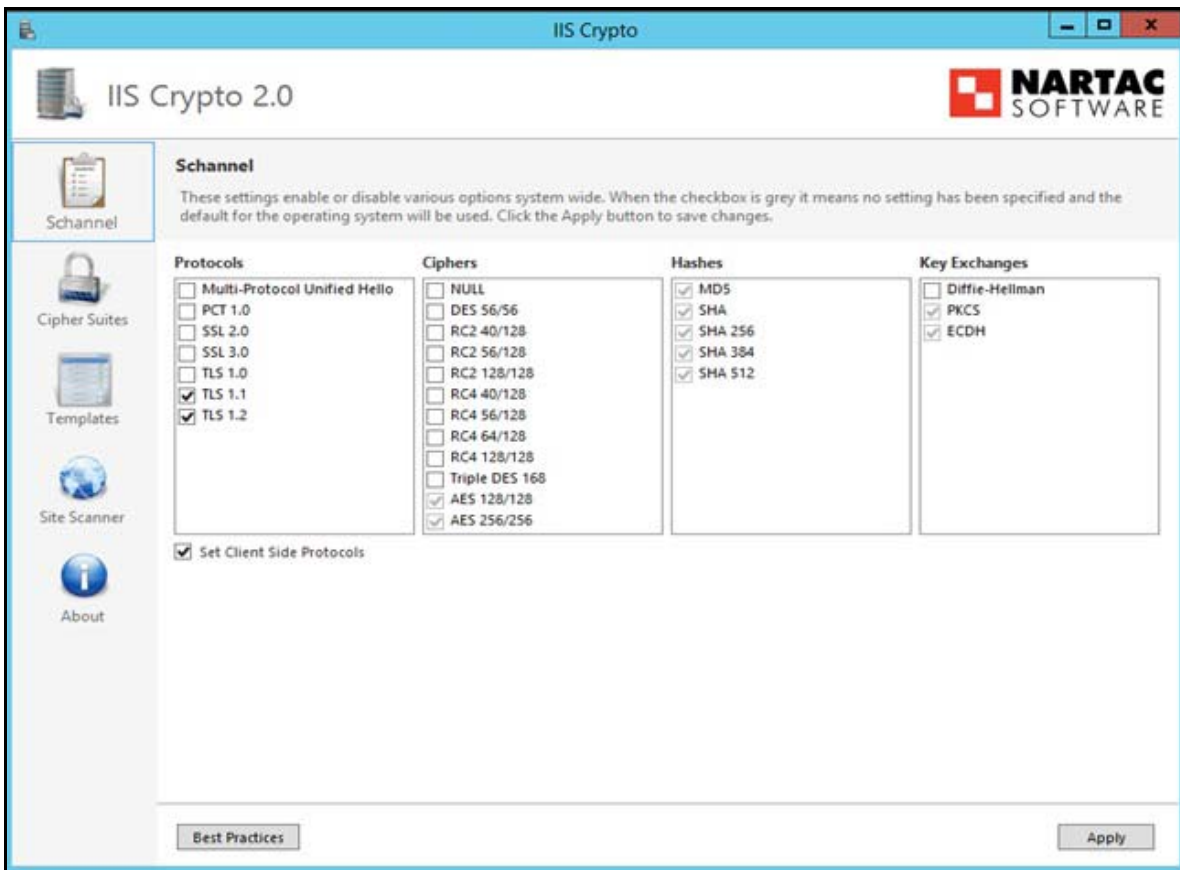 IIS Crypto
IIS Crypto 2.0
NARTAC
SOFTWARE
Schannel
Cipher Suites
Templates
Site Scanner
About
Schannel
These settings enable or disable various options system wide. When the checkbox is grey it means no setting has been specified and the
default for the operating system will be used. Click the Apply button to save changes.
Protocols
Multi-Protocol Unified Hello
PCT 1.0
SSL 2.0
SSL 3.0
TLS 1.0
TLS 1.1
TLS 1.2
Ciphers
NULL
DES 56/56
RC2 40/128
RC2 56/128
RC2 128/128
RC4 40/128
RC4 56/128
RC4 64/128
RC4 128/128
Triple DES 168
AES 128/128
AES 256/256
Hashes
MD5
SHA
SHA 256
SHA 384
SHA 512
Key Exchanges
Diffie-Hellman
PKCS
ECDH
Set Client Side Protocols
Best Practices
Apply